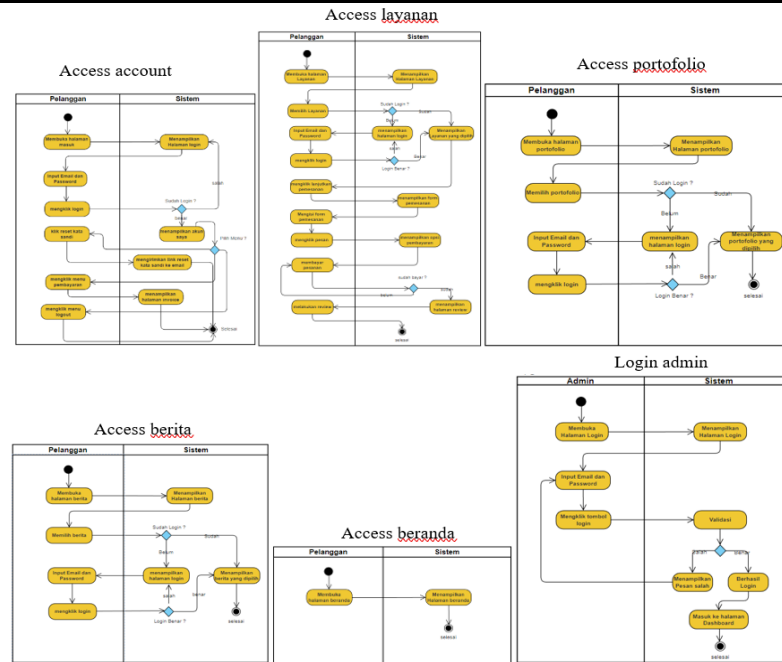 Access layanan
Pelanggan
Sistem
Membuka halaman
Layanan
Menampilkan
Halaman Layanan
Memilih Layanan
Sudah Login ?
Sudah
Belum
Input Email dan
Password
menampilkan
halaman login
Menampilkan
Layanan yang dipilih
salah
Benar
mengklik login
Login Benar ?
mengklik lanjutkan
pemesanan
menampilkan form
pemesanan
Mengisi form
pemesanan
mengklik pesan
menampilkan opsi
pembayaran
membayar
pesanan
sudah bayar ?
belum
sudah
melakukan review
menampilkan
halaman review
selesai
Access account
Pelanggan
Sistem
Membuka halaman
masuk
Menampilkan
Halaman login
Input Email dan
Password
salah
mengklik login
Sudah Login ?
benar
klik reset kata
sandi
menampilkan akun
saya
Pilih Menu ?
mengirimkan link reset
kata sandi ke email
mengklik menu
pembayaran
menampilkan
halaman invoice
mengklik menu
logout
Selesai
Access portofolio
Pelanggan
Sistem
Membuka halaman
portofolio
Menampilkan
Halaman portofolio
Memilih portofolio
Sudah Login ?
Sudah
Belum
Input Email dan
Password
menampilkan
halaman login
Menampilkan
portofolio yang
dipilih
salah
Benar
mengklik login
Login Benar ?
selesai
Access berita
Pelanggan
Sistem
Membuka
halaman berita
Menampilkan
Halaman berita
Memilih berita
Sudah Login ?
Sudah
Belum
Input Email dan
Password
menampilkan
halaman login
Menampilkan
berita yang dipilih
salah
benar
mengklik login
Login Benar ?
selesai
Access beranda
Pelanggan
Sistem
Membuka
halaman beranda
Menampilkan
Halaman beranda
selesai
Login admin
Admin
Sistem
Membuka
Halaman Login
Menampilkan
Halaman Login
Input Email dan
Password
Mengklik tombol
login
Validasi
salah
Benar
Menampilkan
Pesan salah
Berhasil
Login
Masuk ke halaman
Dashboard
selesai